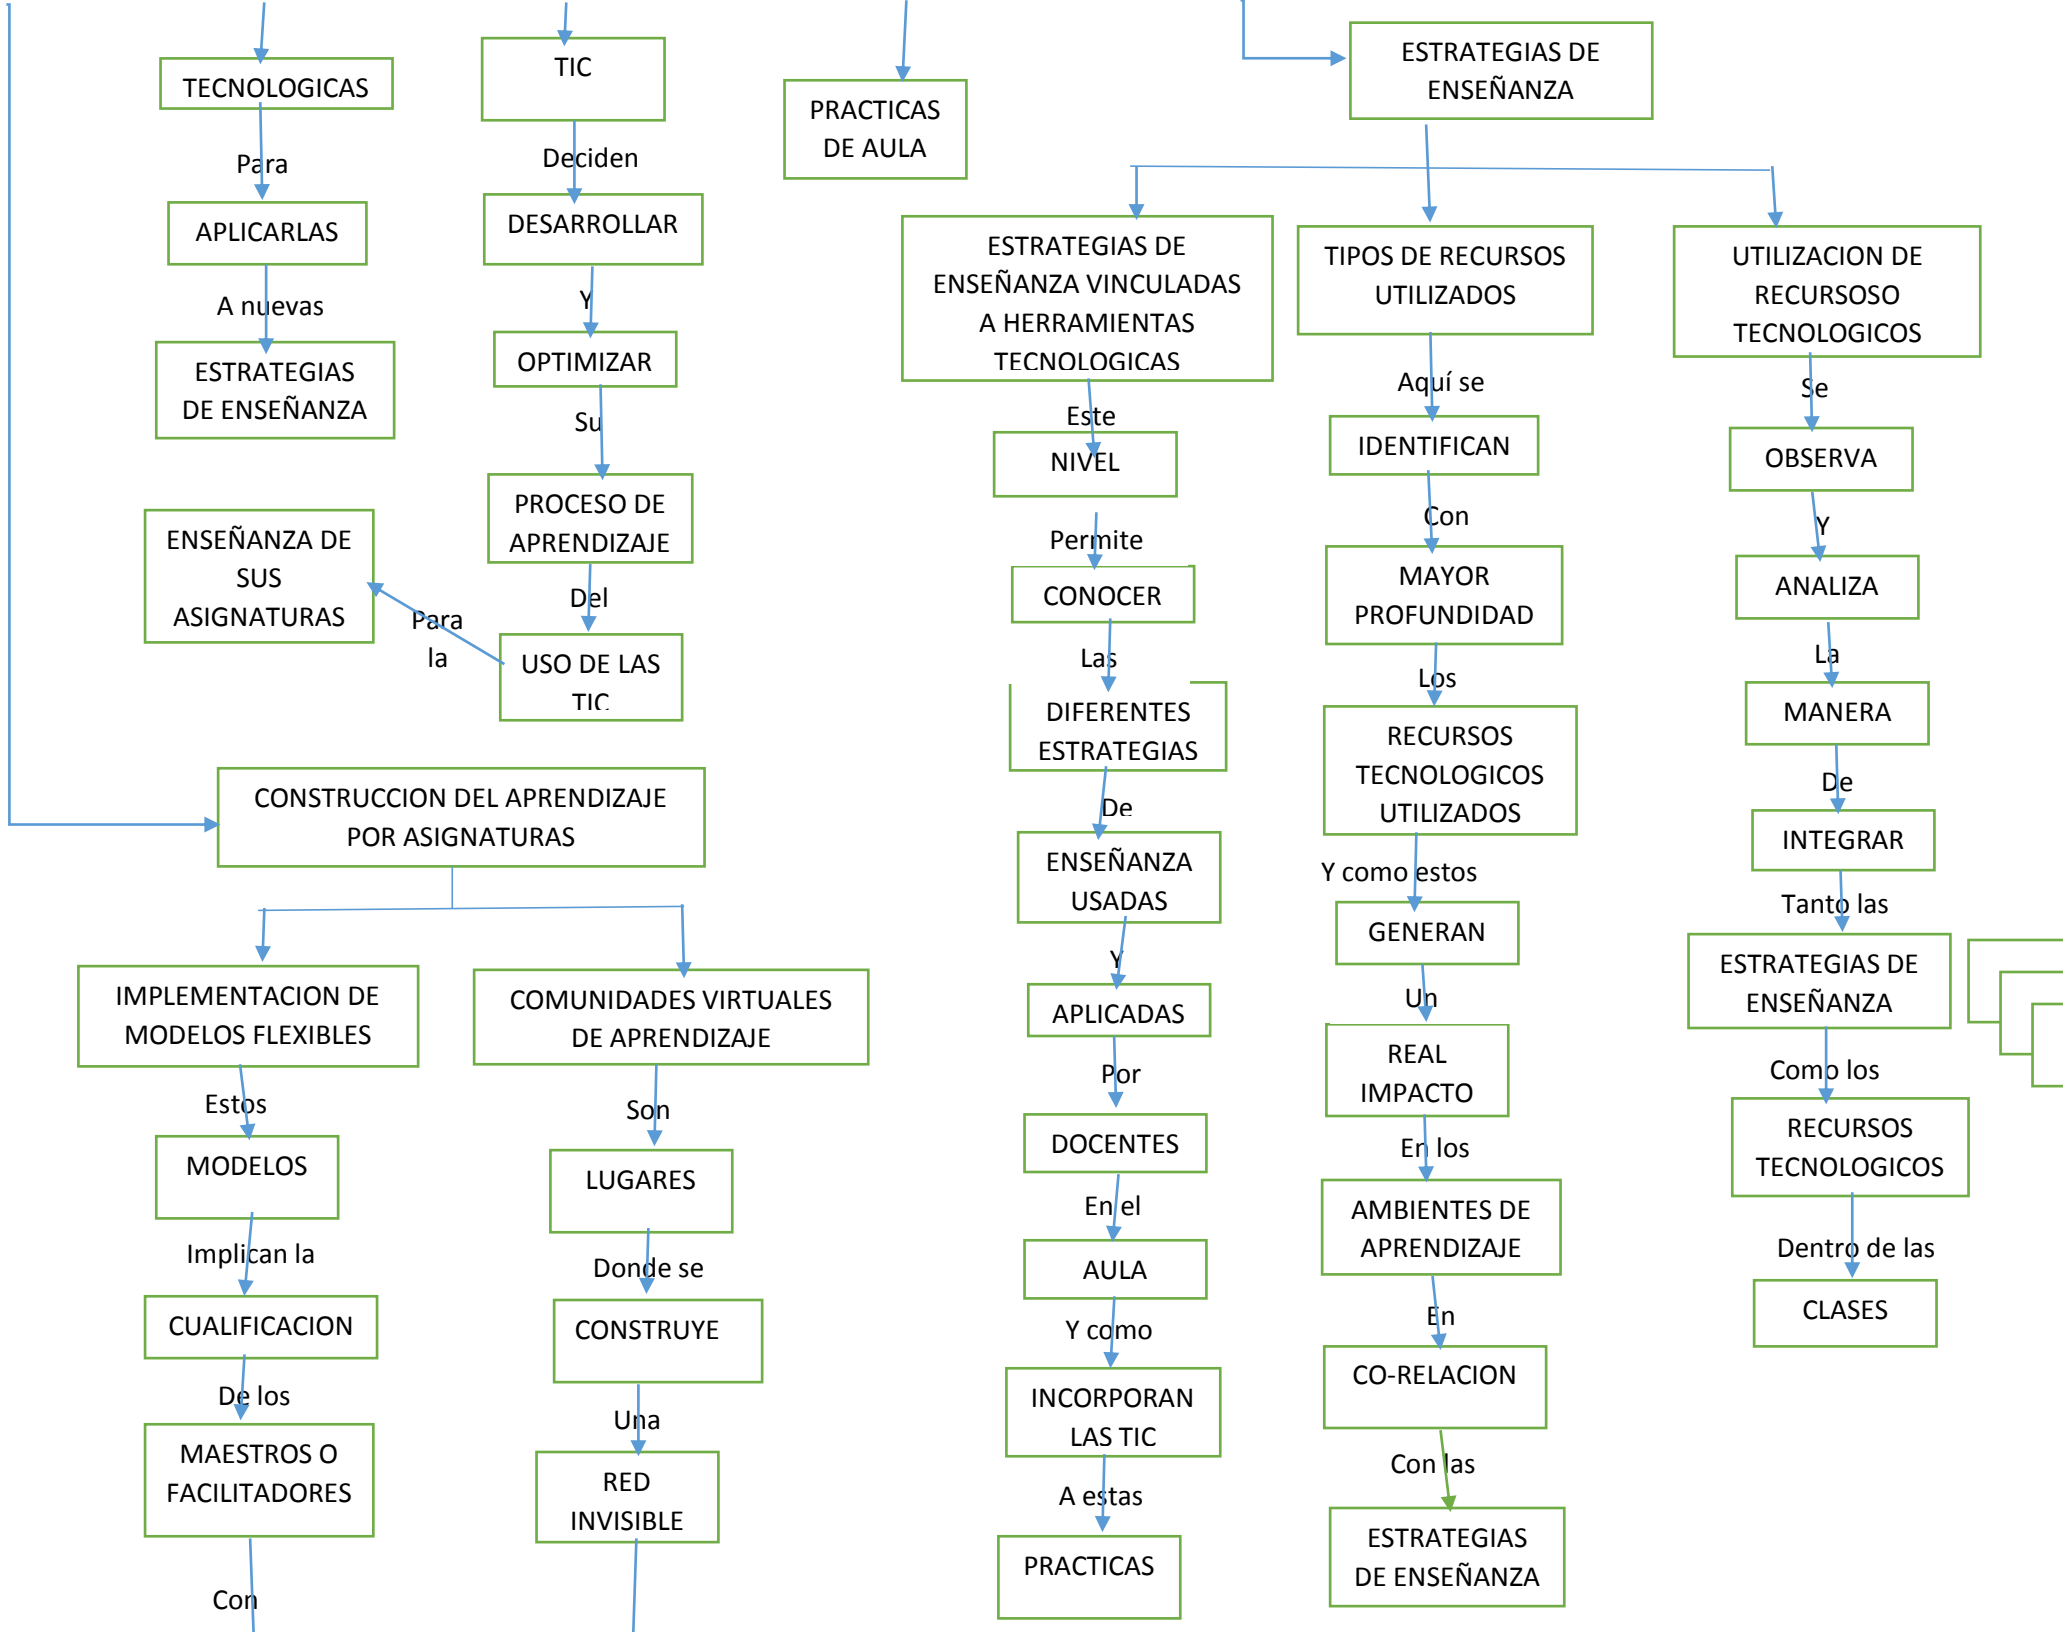 TECNOLOGICAS
Para
APLICARLAS
A nuevas
ESTRATEGIAS
DE ENSEÑANZA
TIC
Deciden
DESARROLLAR
Y
OPTIMIZAR
Su
PROCESO DE
APRENDIZAJE
Del
USO DE LAS
TIC
Para
la
ENSEÑANZA DE
SUS
ASIGNATURAS
PRACTICAS
DE AULA
ESTRATEGIAS DE
ENSEÑANZA
ESTRATEGIAS DE
ENSEÑANZA VINCULADAS
A HERRAMIENTAS
TECNOLOGICAS
Este
NIVEL
Permite
CONOCER
Las
DIFERENTES
ESTRATEGIAS
De
ENSEÑANZA
USADAS
Y
APLICADAS
Por
DOCENTES
En el
AULA
Y como
INCORPORAN
LAS TIC
A estas
PRACTICAS
TIPOS DE RECURSOS
UTILIZADOS
Aquí se
IDENTIFICAN
Con
MAYOR
PROFUNDIDAD
Los
RECURSOS
TECNOLOGICOS
UTILIZADOS
Y como estos
GENERAN
Un
REAL
IMPACTO
En los
AMBIENTES DE
APRENDIZAJE
En
CO-RELACION
Con las
ESTRATEGIAS
DE ENSEÑANZA
UTILIZACION DE
RECURSOSO
TECNOLOGICOS
Se
OBSERVA
Y
ANALIZA
La
MANERA
De
INTEGRAR
Tanto las
ESTRATEGIAS DE
ENSEÑANZA
Como los
RECURSOS
TECNOLOGICOS
Dentro de las
CLASES
CONSTRUCCION DEL APRENDIZAJE
POR ASIGNATURAS
IMPLEMENTACION DE
MODELOS FLEXIBLES
Estos
MODELOS
Implican la
CUALIFICACION
De los
MAESTROS O
FACILITADORES
Con
COMUNIDADES VIRTUALES
DE APRENDIZAJE
Son
LUGARES
Donde se
CONSTRUYE
Una
RED
INVISIBLE